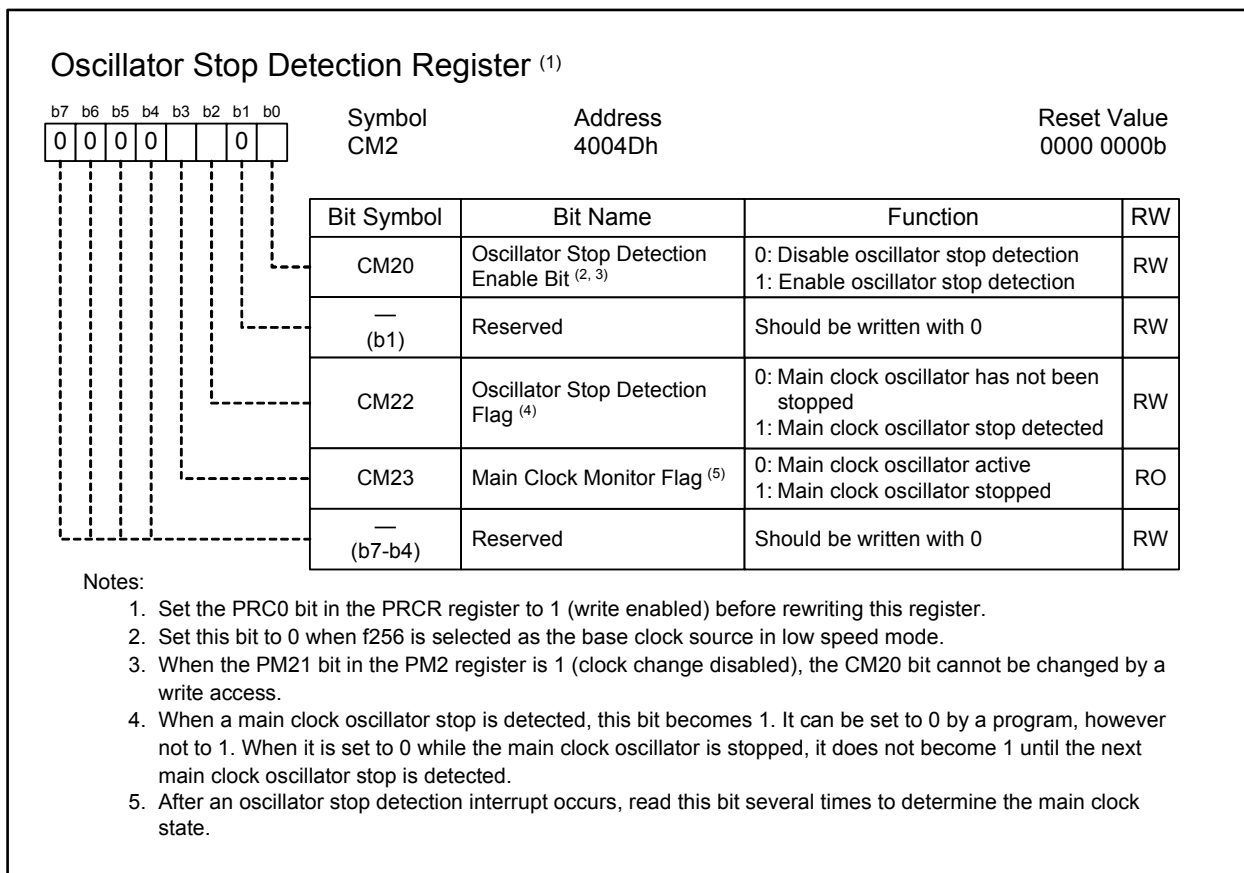 Oscillator Stop Detection Register (1)
b7 b6 b5 b4 b3 b2 b1 b0
0 0 0 0 0
Symbol Address Reset Value
CM2 4004Dh 0000 0000b
Bit Symbol Bit Name Function RW
CM20 Oscillator Stop Detection Enable Bit (2, 3) 0: Disable oscillator stop detection
1: Enable oscillator stop detection RW
— (b1) Reserved Should be written with 0 RW
CM22 Oscillator Stop Detection Flag (4) 0: Main clock oscillator has not been
stopped
1: Main clock oscillator stop detected RW
CM23 Main Clock Monitor Flag (5) 0: Main clock oscillator active
1: Main clock oscillator stopped RO
— (b7-b4) Reserved Should be written with 0 RW
Notes:
1. Set the PRC0 bit in the PRCR register to 1 (write enabled) before rewriting this register.
2. Set this bit to 0 when f256 is selected as the base clock source in low speed mode.
3. When the PM21 bit in the PM2 register is 1 (clock change disabled), the CM20 bit cannot be changed by a
write access.
4. When a main clock oscillator stop is detected, this bit becomes 1. It can be set to 0 by a program, however
not to 1. When it is set to 0 while the main clock oscillator is stopped, it does not become 1 until the next
main clock oscillator stop is detected.
5. After an oscillator stop detection interrupt occurs, read this bit several times to determine the main clock
state.